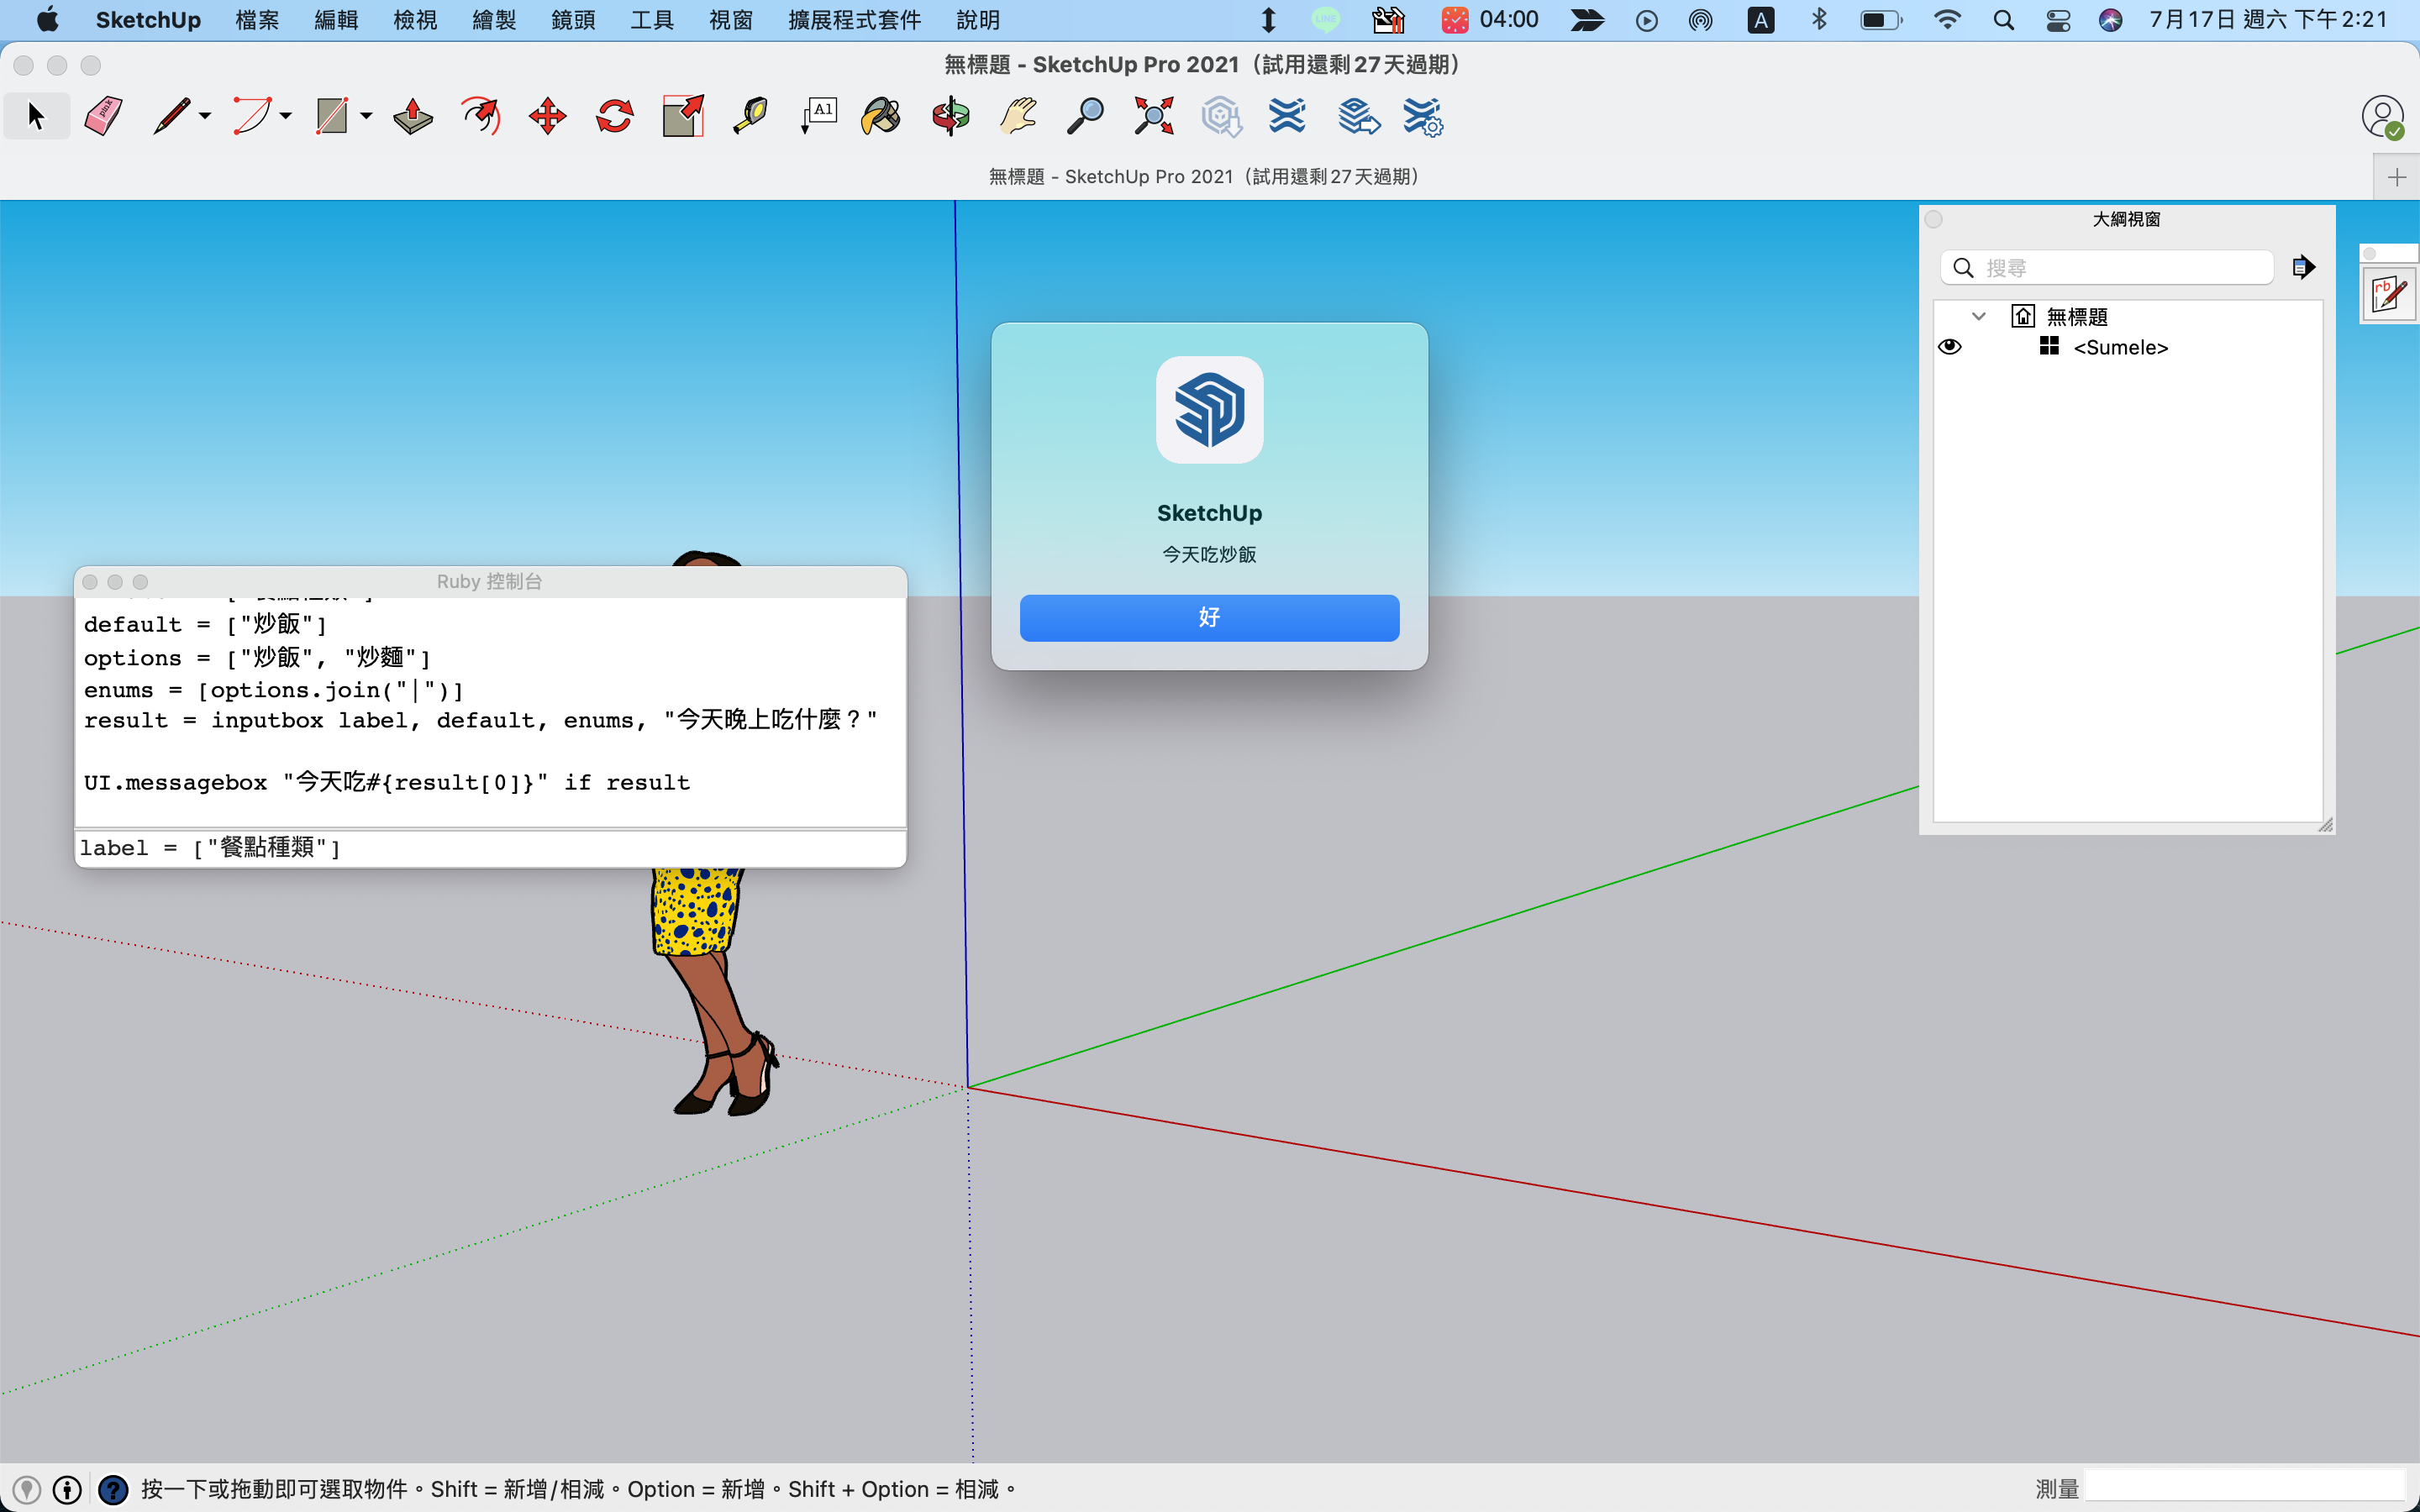 SketchUp 檔案 編輯 檢視 繪製 鏡頭 工具 視窗 擴展程式套件 說明 LINE 04:00 A 7月17日 週六 下午2:21
無標題 - SketchUp Pro 2021（試用還剩27天過期）
pink A1
無標題 - SketchUp Pro 2021（試用還剩27天過期）
大綱視窗
搜尋
rb
無標題
<Sumele>
SketchUp
今天吃炒飯
好
Ruby 控制台
default = ["炒飯"]
options = ["炒飯", "炒麵"]
enums = [options.join("|")]
result = inputbox label, default, enums, "今天晚上吃什麼？"
UI.messagebox "今天吃#{result[0]}" if result
label = ["餐點種類"]
按一下或拖動即可選取物件。Shift = 新增/相減。Option = 新增。Shift + Option = 相減。
測量